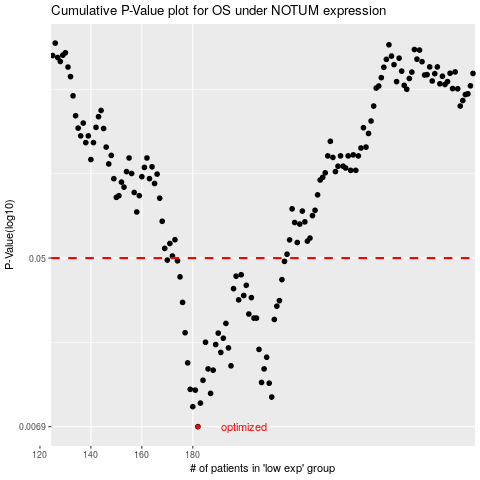 Cumulative P-Value plot for OS under NOTUM expression
P-Value(log10)
0.05
0.0069
optimized
120
140
160
180
# of patients in 'low exp' group